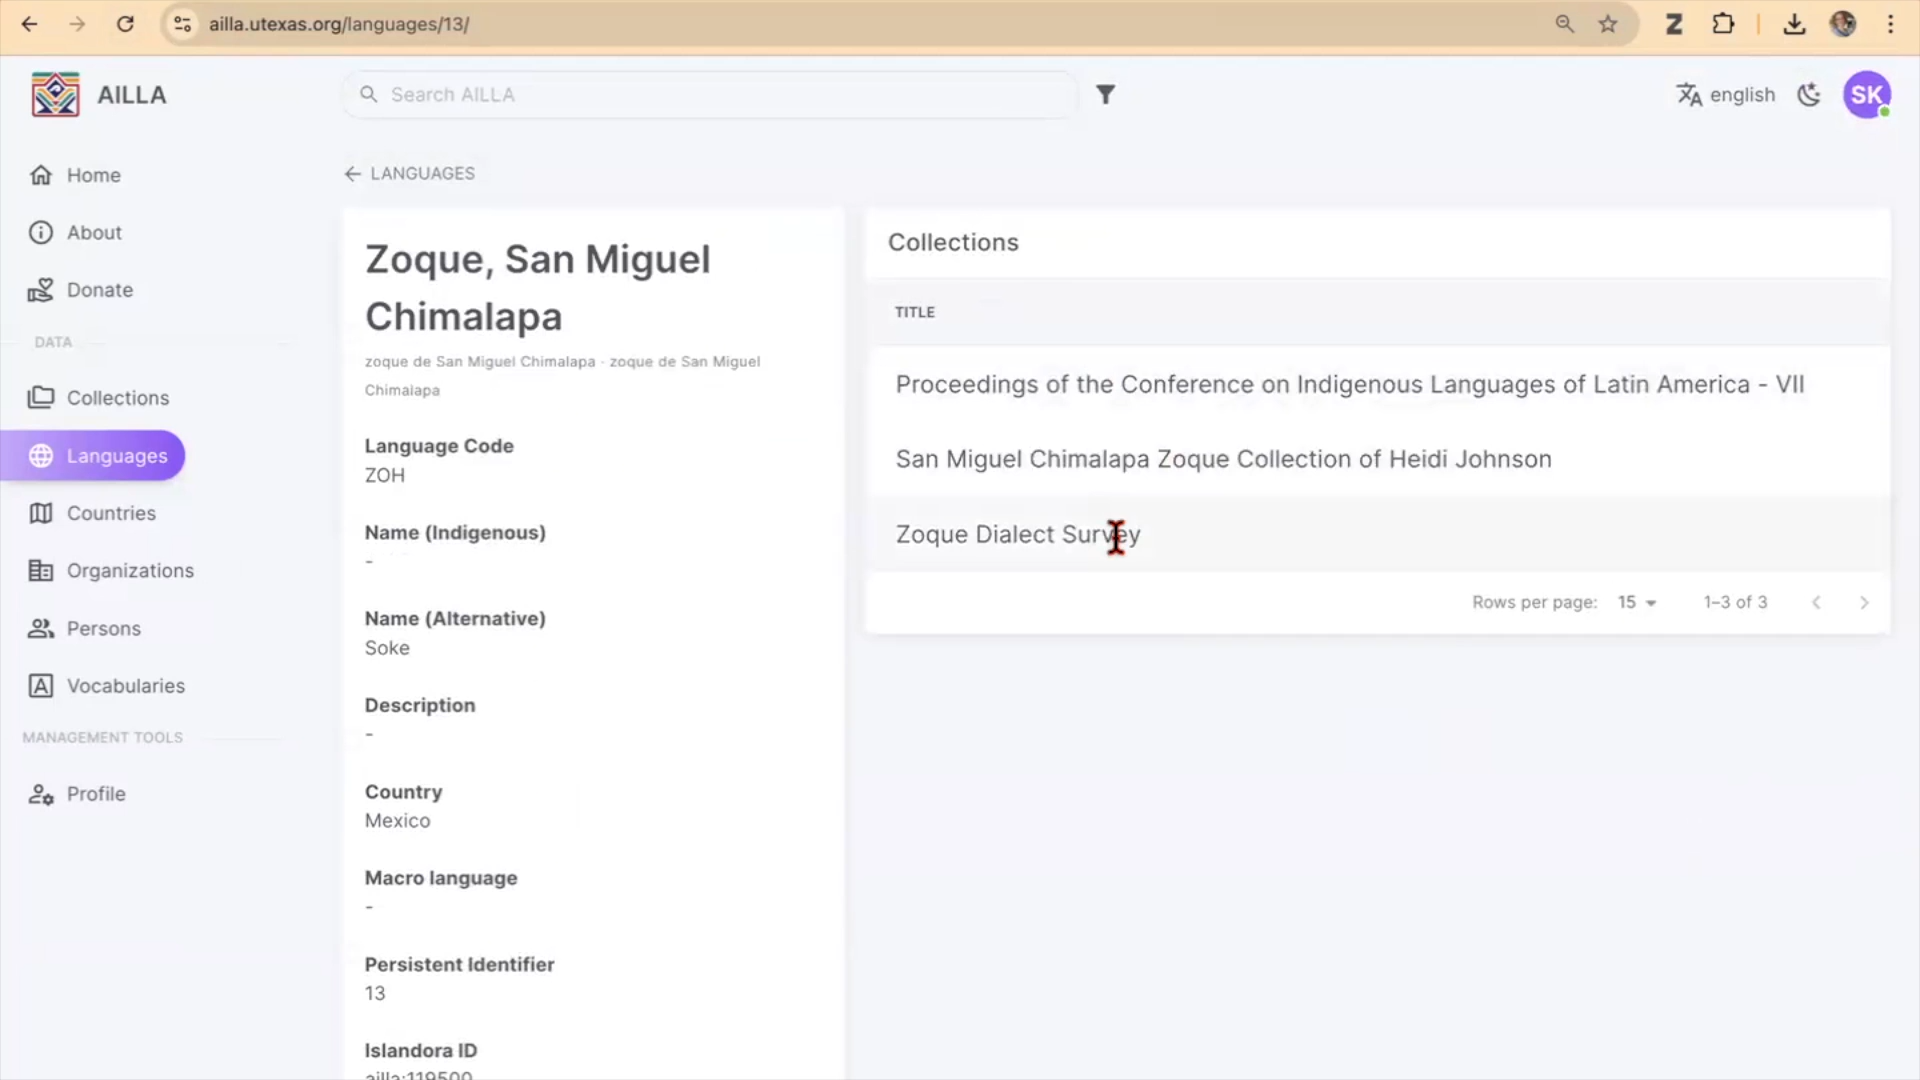 ailla.utexas.org/languages/13/
Z
AILLA
Search AILLA
english
SK
Home
About
Donate
DATA
Collections
Languages
Countries
Organizations
Persons
Vocabularies
MANAGEMENT TOOLS
Profile
LANGUAGES
Zoque, San Miguel
Chimalapa
zoque de San Miguel Chimalapa · zoque de San Miguel
Chimalapa
Language Code
ZOH
Name (Indigenous)
-
Name (Alternative)
Soke
Description
-
Country
Mexico
Macro language
-
Persistent Identifier
13
Islandora ID
ailla:119500
Collections
TITLE
Proceedings of the Conference on Indigenous Languages of Latin America - VII
San Miguel Chimalapa Zoque Collection of Heidi Johnson
Zoque Dialect Survey
Rows per page: 15 1–3 of 3